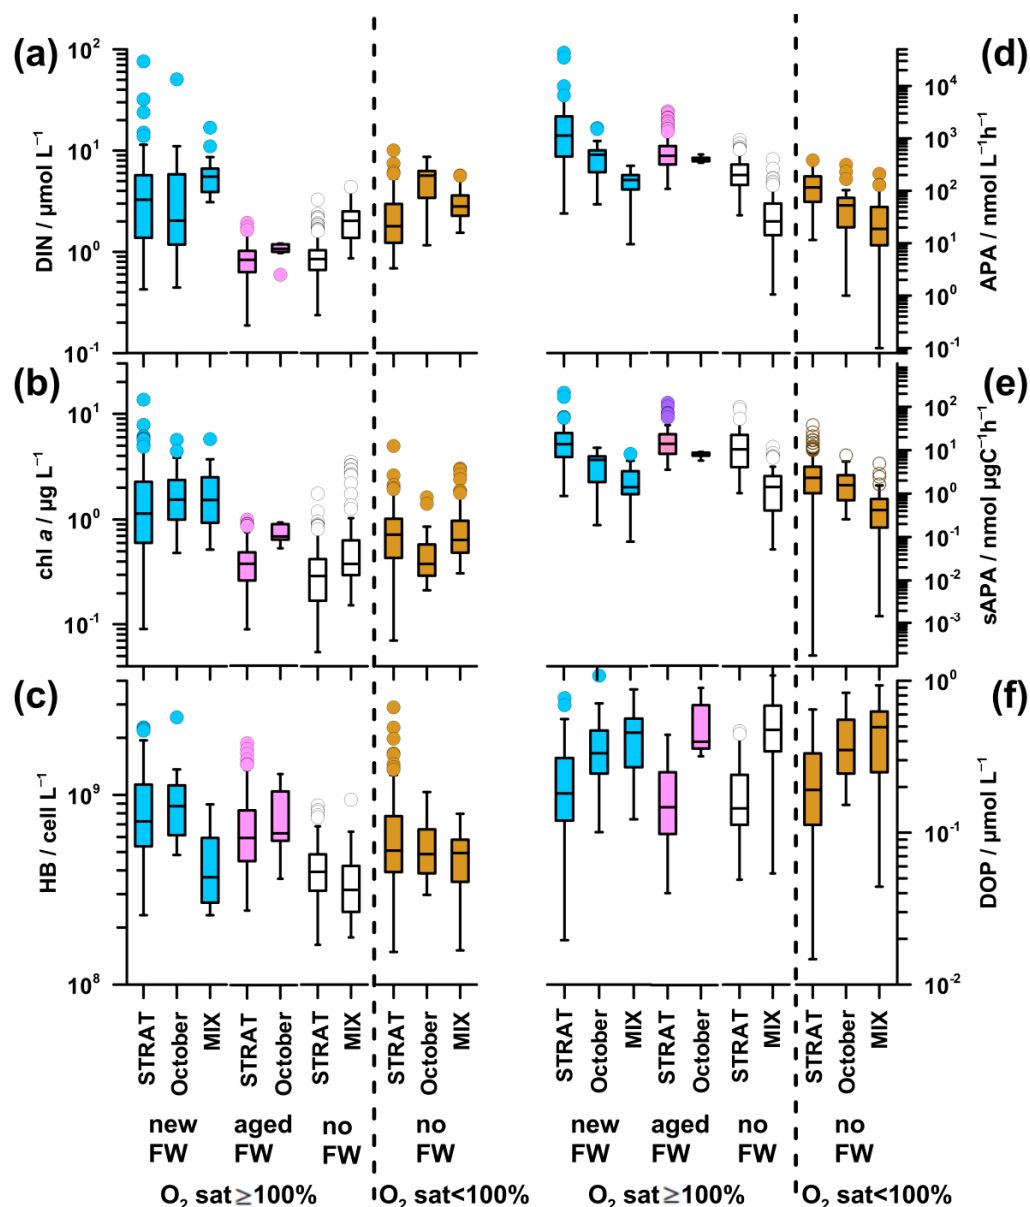 (a)
10²
10¹
10⁰
10⁻¹
DIN / µmol L⁻¹
(d)
10⁴
10³
10²
10¹
10⁰
10⁻¹
APA / nmol L⁻¹h⁻¹
(b)
10¹
10⁰
10⁻¹
chl a / µg L⁻¹
(e)
10²
10¹
10⁰
10⁻¹
10⁻²
10⁻³
sAPA / nmol µgC⁻¹h⁻¹
(c)
10⁹
10⁸
HB / cell L⁻¹
(f)
10⁰
10⁻¹
10⁻²
DOP / µmol L⁻¹
STRAT October MIX STRAT October STRAT MIX STRAT October MIX
new aged no no
FW FW FW FW
O₂ sat ≥100% O₂ sat<100%
STRAT October MIX STRAT October STRAT MIX STRAT October MIX
new aged no no
FW FW FW FW
O₂ sat ≥100% O₂ sat<100%